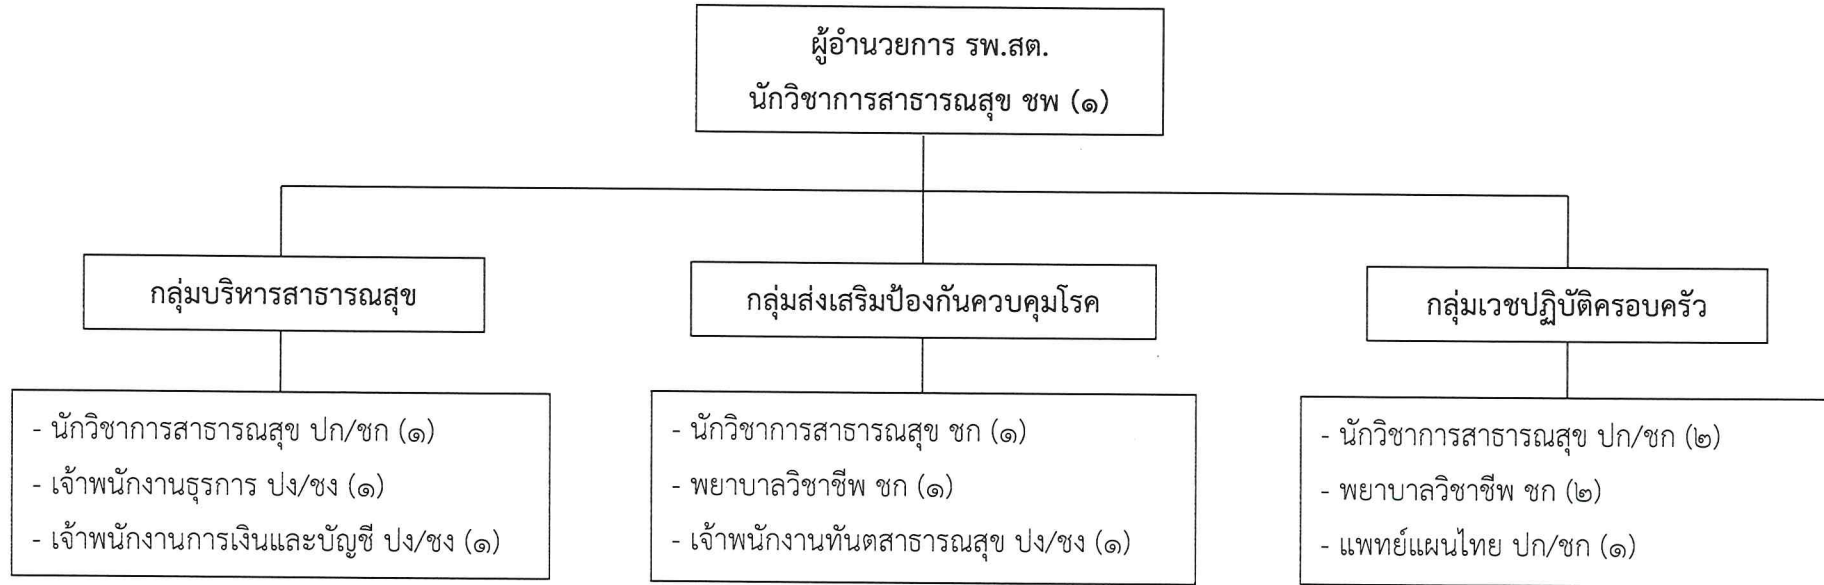 ผู้อำนวยการ รพ.สต.
นักวิชาการสาธารณสุข ชพ (๑)
กลุ่มบริหารสาธารณสุข
กลุ่มส่งเสริมป้องกันควบคุมโรค
กลุ่มเวชปฏิบัติครอบครัว
- นักวิชาการสาธารณสุข ปก/ชก (๑)
- เจ้าพนักงานธุรการ ปง/ชง (๑)
- เจ้าพนักงานการเงินและบัญชี ปง/ชง (๑)
- นักวิชาการสาธารณสุข ชก (๑)
- พยาบาลวิชาชีพ ชก (๑)
- เจ้าพนักงานทันตสาธารณสุข ปง/ชง (๑)
- นักวิชาการสาธารณสุข ปก/ชก (๒)
- พยาบาลวิชาชีพ ชก (๒)
- แพทย์แผนไทย ปก/ชก (๑)